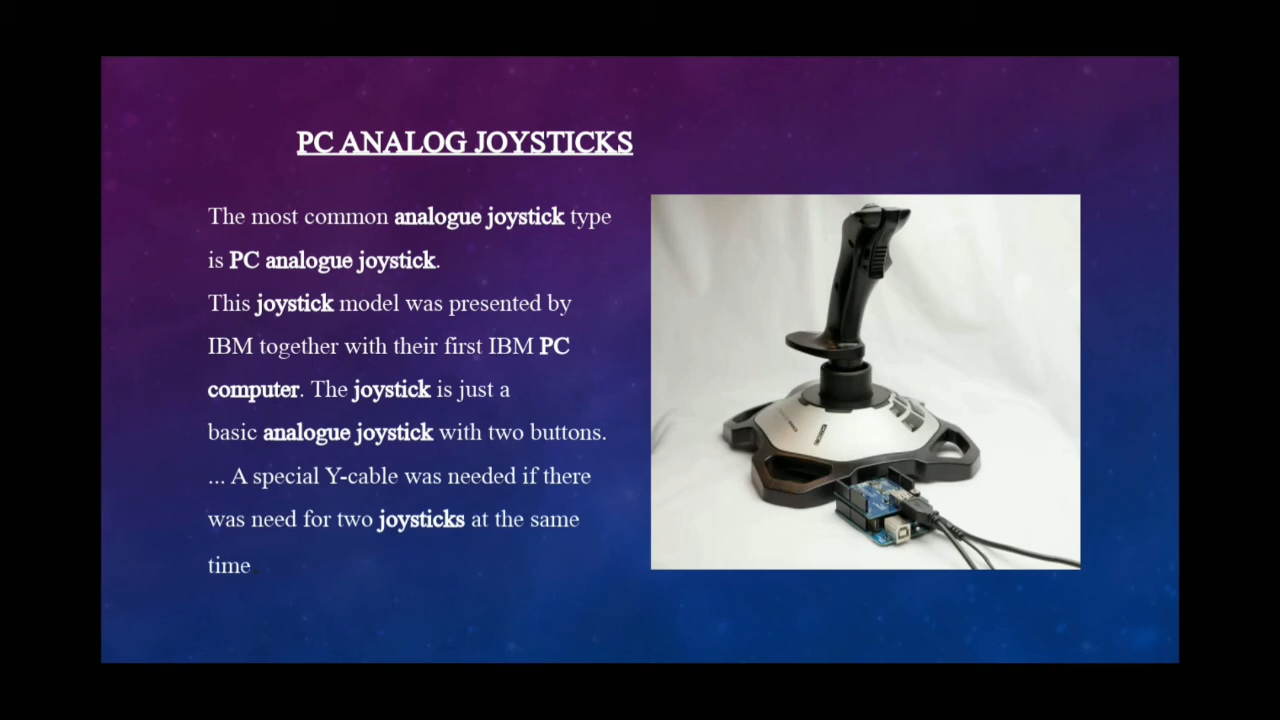 PC ANALOG JOYSTICKS
The most common analogue joystick type
is PC analogue joystick.
This joystick model was presented by
IBM together with their first IBM PC
computer. The joystick is just a
basic analogue joystick with two buttons.
... A special Y-cable was needed if there
was need for two joysticks at the same
time.